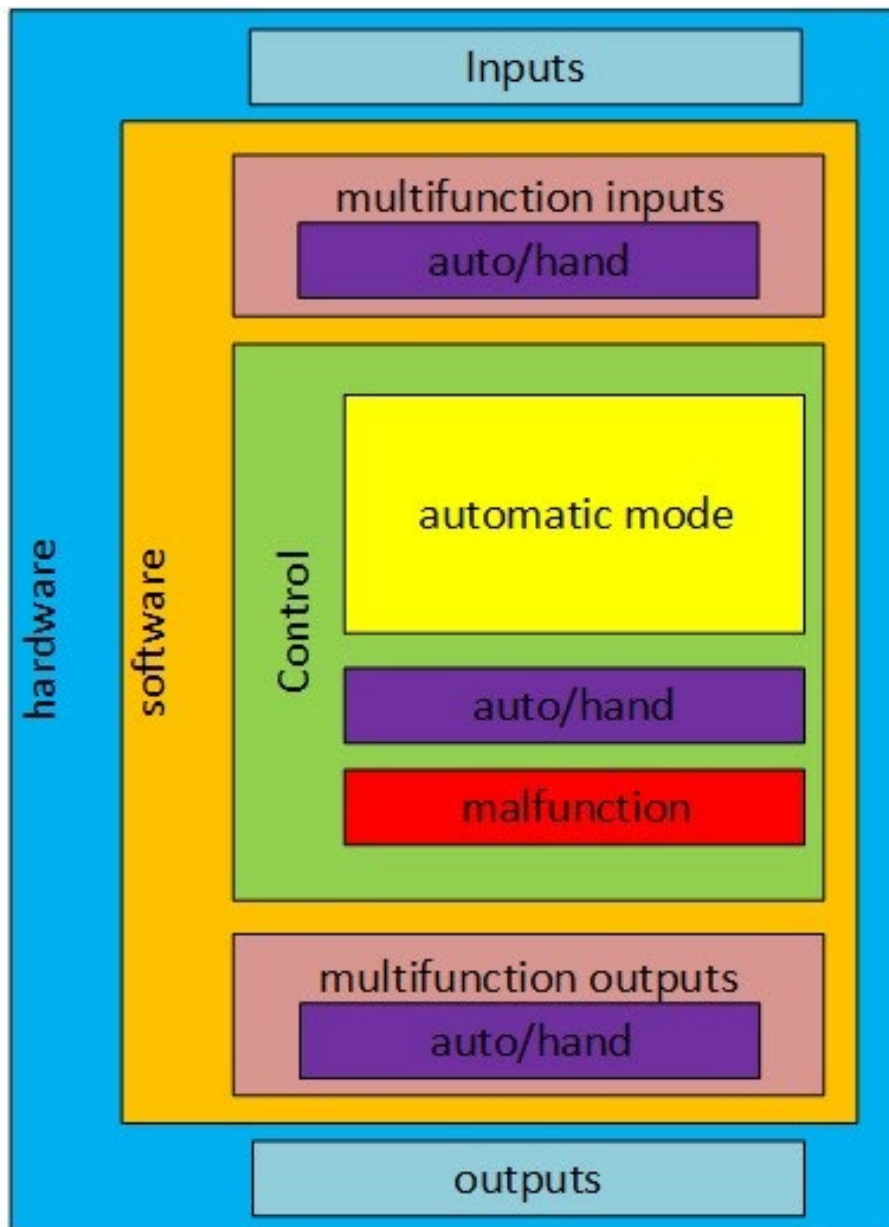 Inputs
multifunction inputs
auto/hand
hardware
software
Control
automatic mode
auto/hand
malfunction
multifunction outputs
auto/hand
outputs